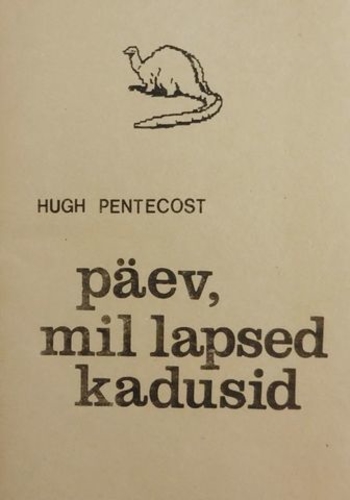 HUGH PENTECOST
päev,
mil lapsed
kadusid